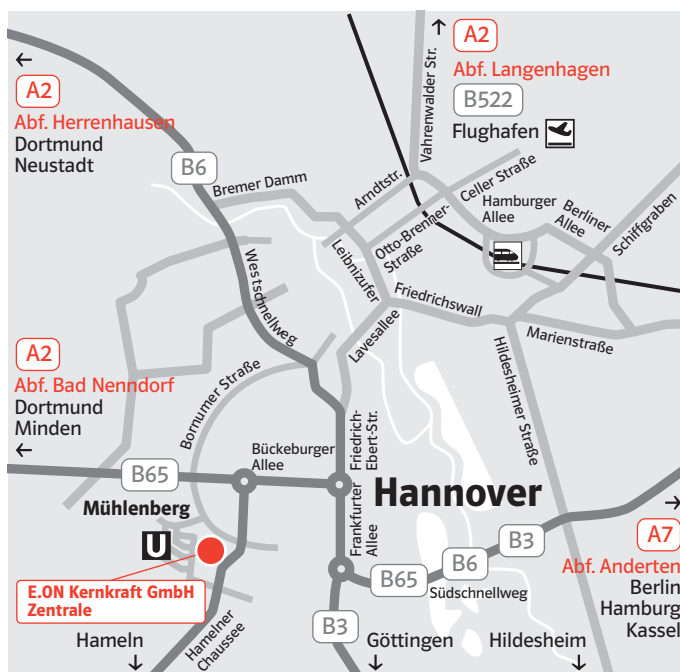 A2
Abf. Herrenhausen
Dortmund
Neustadt
A2
Abf. Langenhagen
B522
Flughafen
Vahrenwalder Str.
B6
Bremer Damm
Arndtstr.
Celler Straße
Hamburger
Allee
Berliner
Allee
Schiffgraben
Otto-Brenner-
Straße
Leibnizufer
Westschnellweg
Friedrichswall
Lavesallee
Marienstraße
Hildesheimer Straße
A2
Abf. Bad Nenndorf
Dortmund
Minden
Bornumer Straße
Bückeburger
Allee
Friedrich-
Ebert-Str.
B65
Mühlenberg
Hannover
Frankfurter
Allee
U
B3
B6
B65
Südschnellweg
A7
Abf. Anderten
Berlin
Hamburg
Kassel
E.ON Kernkraft GmbH
Zentrale
Hamelner
Chaussee
B3
Hameln
Göttingen
Hildesheim